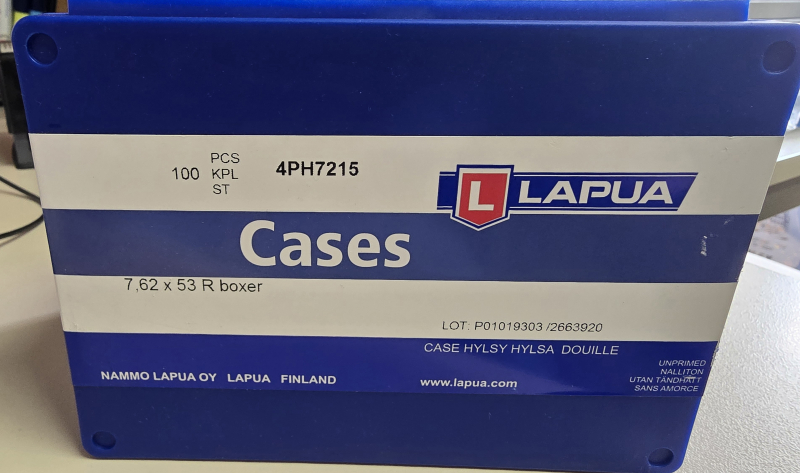 100
PCS
KPL
ST
4PH7215
L LAPUA
Cases
7,62 x 53 R boxer
LOT: P01019303 /2663920
CASE HYLSY HYLSA DOUILLE
NAMMO LAPUA OY LAPUA FINLAND
www.lapua.com
UNPRIMED
NALLITON
UTAN TÄNDHATT
SANS AMORCE